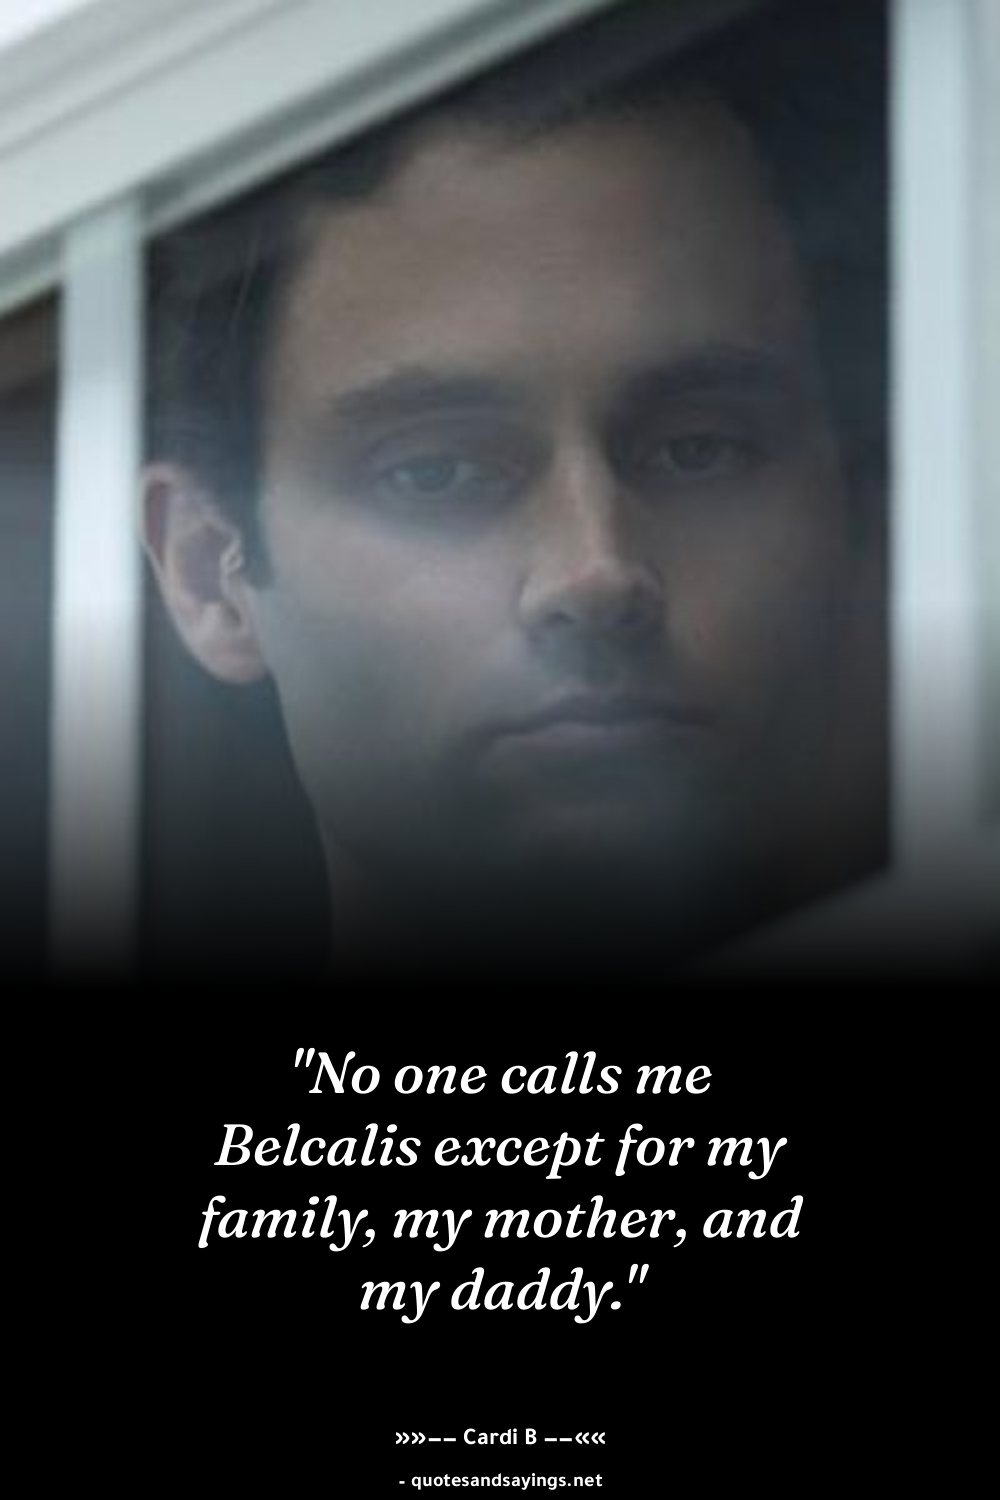 "No one calls me
Belcalis except for my
family, my mother, and
my daddy."
»»−− Cardi B −−««
- quotesandsayings.net